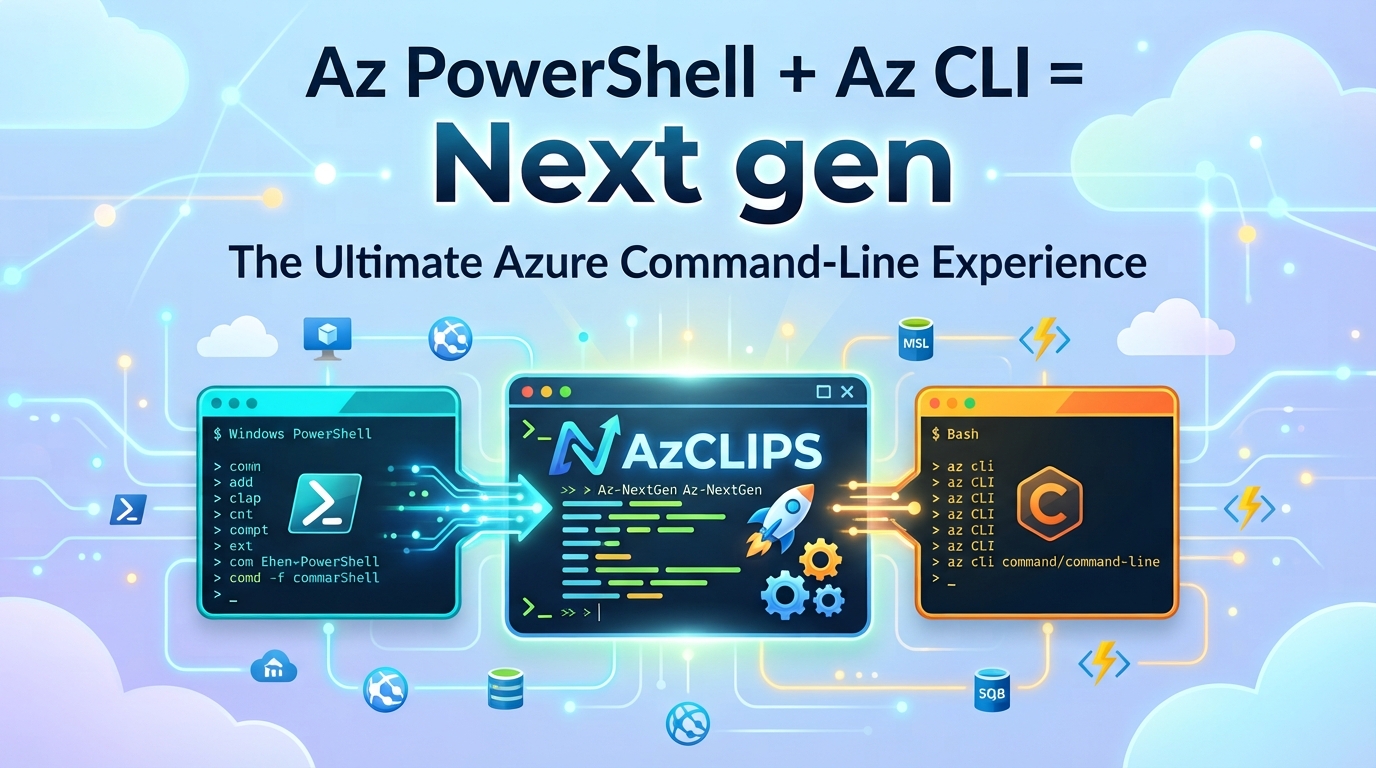 Az PowerShell + Az CLI =
Next gen
The Ultimate Azure Command-Line Experience
MSL
$ Windows PowerShell
> comn
> add
> clap
> cnt
> compt
> ext
> com Ehen-PowerShell
> comd -f commarShell
> _
>_ AzCLIPS
>> > Az-NextGen Az-NextGen
>_ >> > |
$ Bash
> az cli
> az CLI
> az CLI
> az CLI
> az CLI
> az CLI
> az cli command/command-line
> _
C
SQB